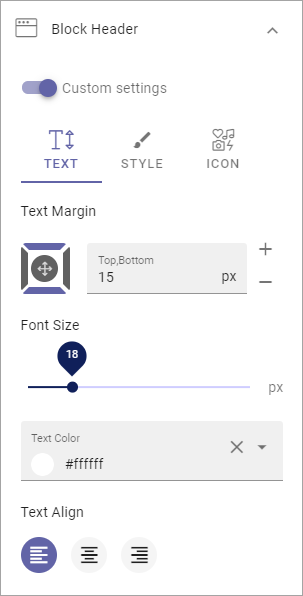 Block Header
Custom settings
TEXT STYLE ICON
Text Margin
Top,Bottom
15 px
Font Size
18
px
Text Color
#ffffff
Text Align